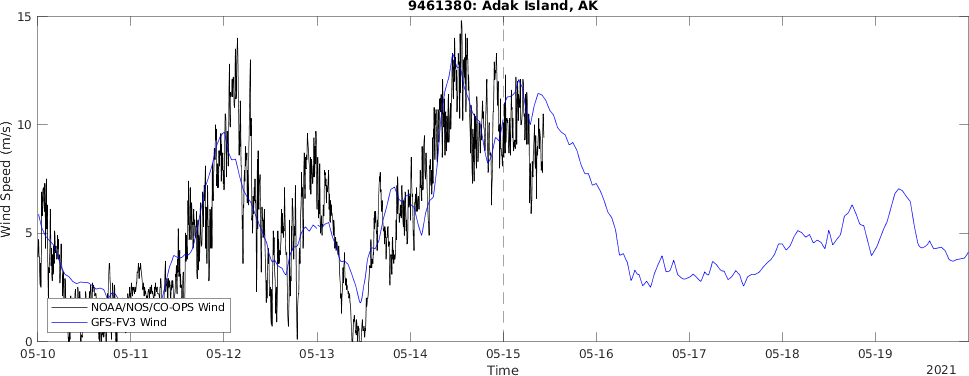 9461380: Adak Island, AK
Wind Speed (m/s)
15
10
5
0
NOAA/NOS/CO-OPS Wind
GFS-FV3 Wind
05-10 05-11 05-12 05-13 05-14 05-15 05-16 05-17 05-18 05-19
Time
2021